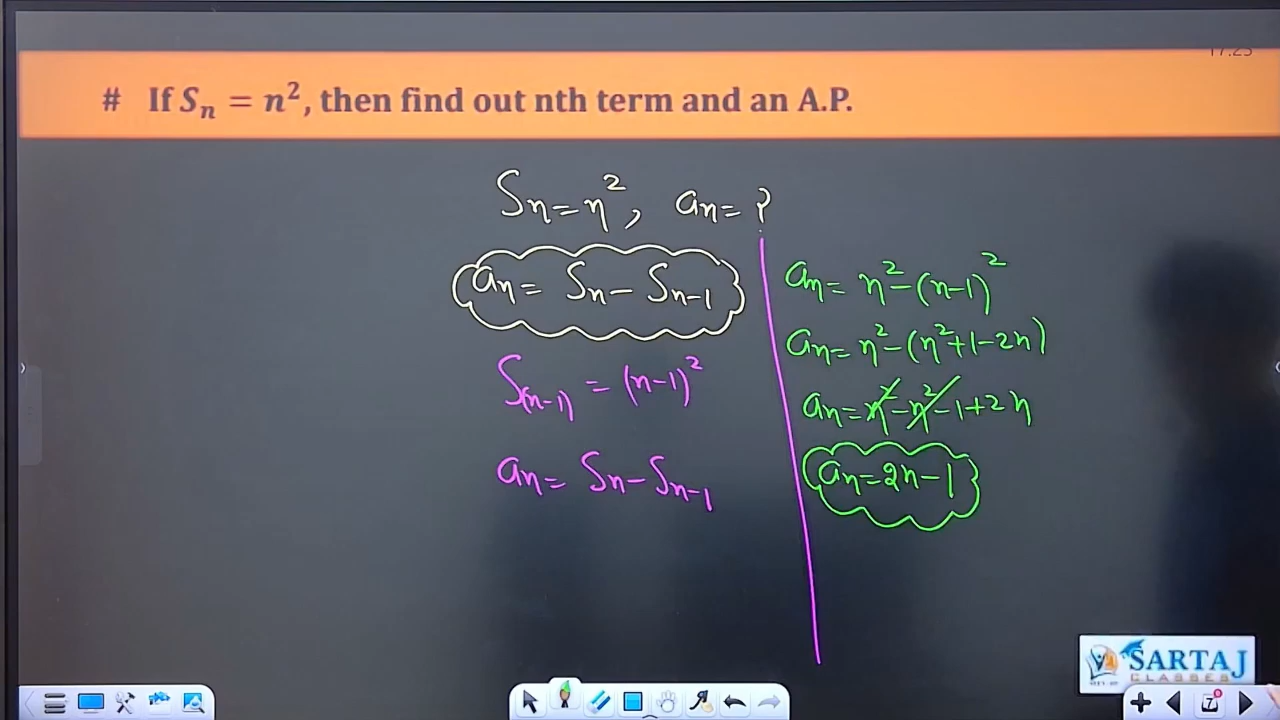 # If Sₙ = n², then find out nth term and an A.P.
Sn = n², an = ?
an = Sn − Sn-1
S(n-1) = (n-1)²
an = Sn − Sn-1
an = n² − (n-1)²
an = n² − (n²+1−2n)
an = n² − n² − 1 + 2n
an = 2n − 1
SARTAJ
CLASSES
7